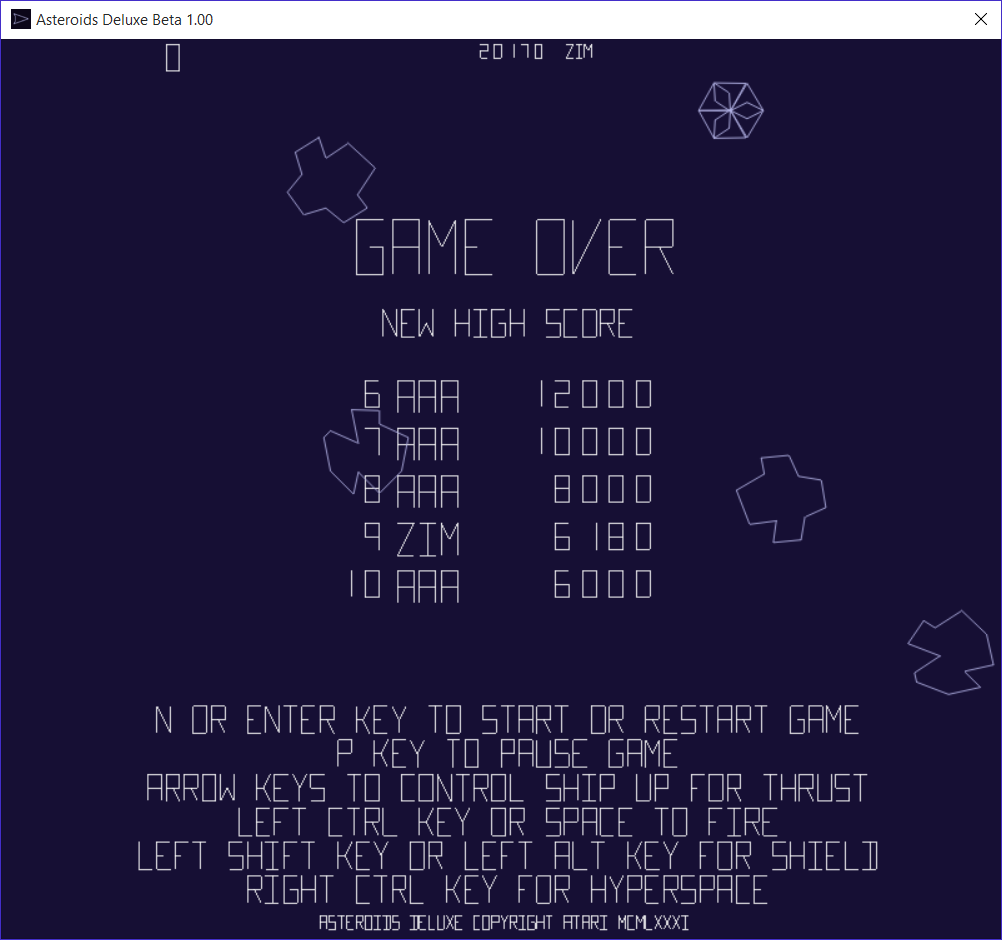 Asteroids Deluxe Beta 1.00
0 20170 ZIM
GAME OVER
NEW HIGH SCORE
6 AAA 12000
7 AAA 10000
8 AAA 8000
9 ZIM 6180
10 AAA 6000
N OR ENTER KEY TO START OR RESTART GAME
P KEY TO PAUSE GAME
ARROW KEYS TO CONTROL SHIP UP FOR THRUST
LEFT CTRL KEY OR SPACE TO FIRE
LEFT SHIFT KEY OR LEFT ALT KEY FOR SHIELD
RIGHT CTRL KEY FOR HYPERSPACE
ASTEROIDS DELUXE COPYRIGHT ATARI MCMLXXXI